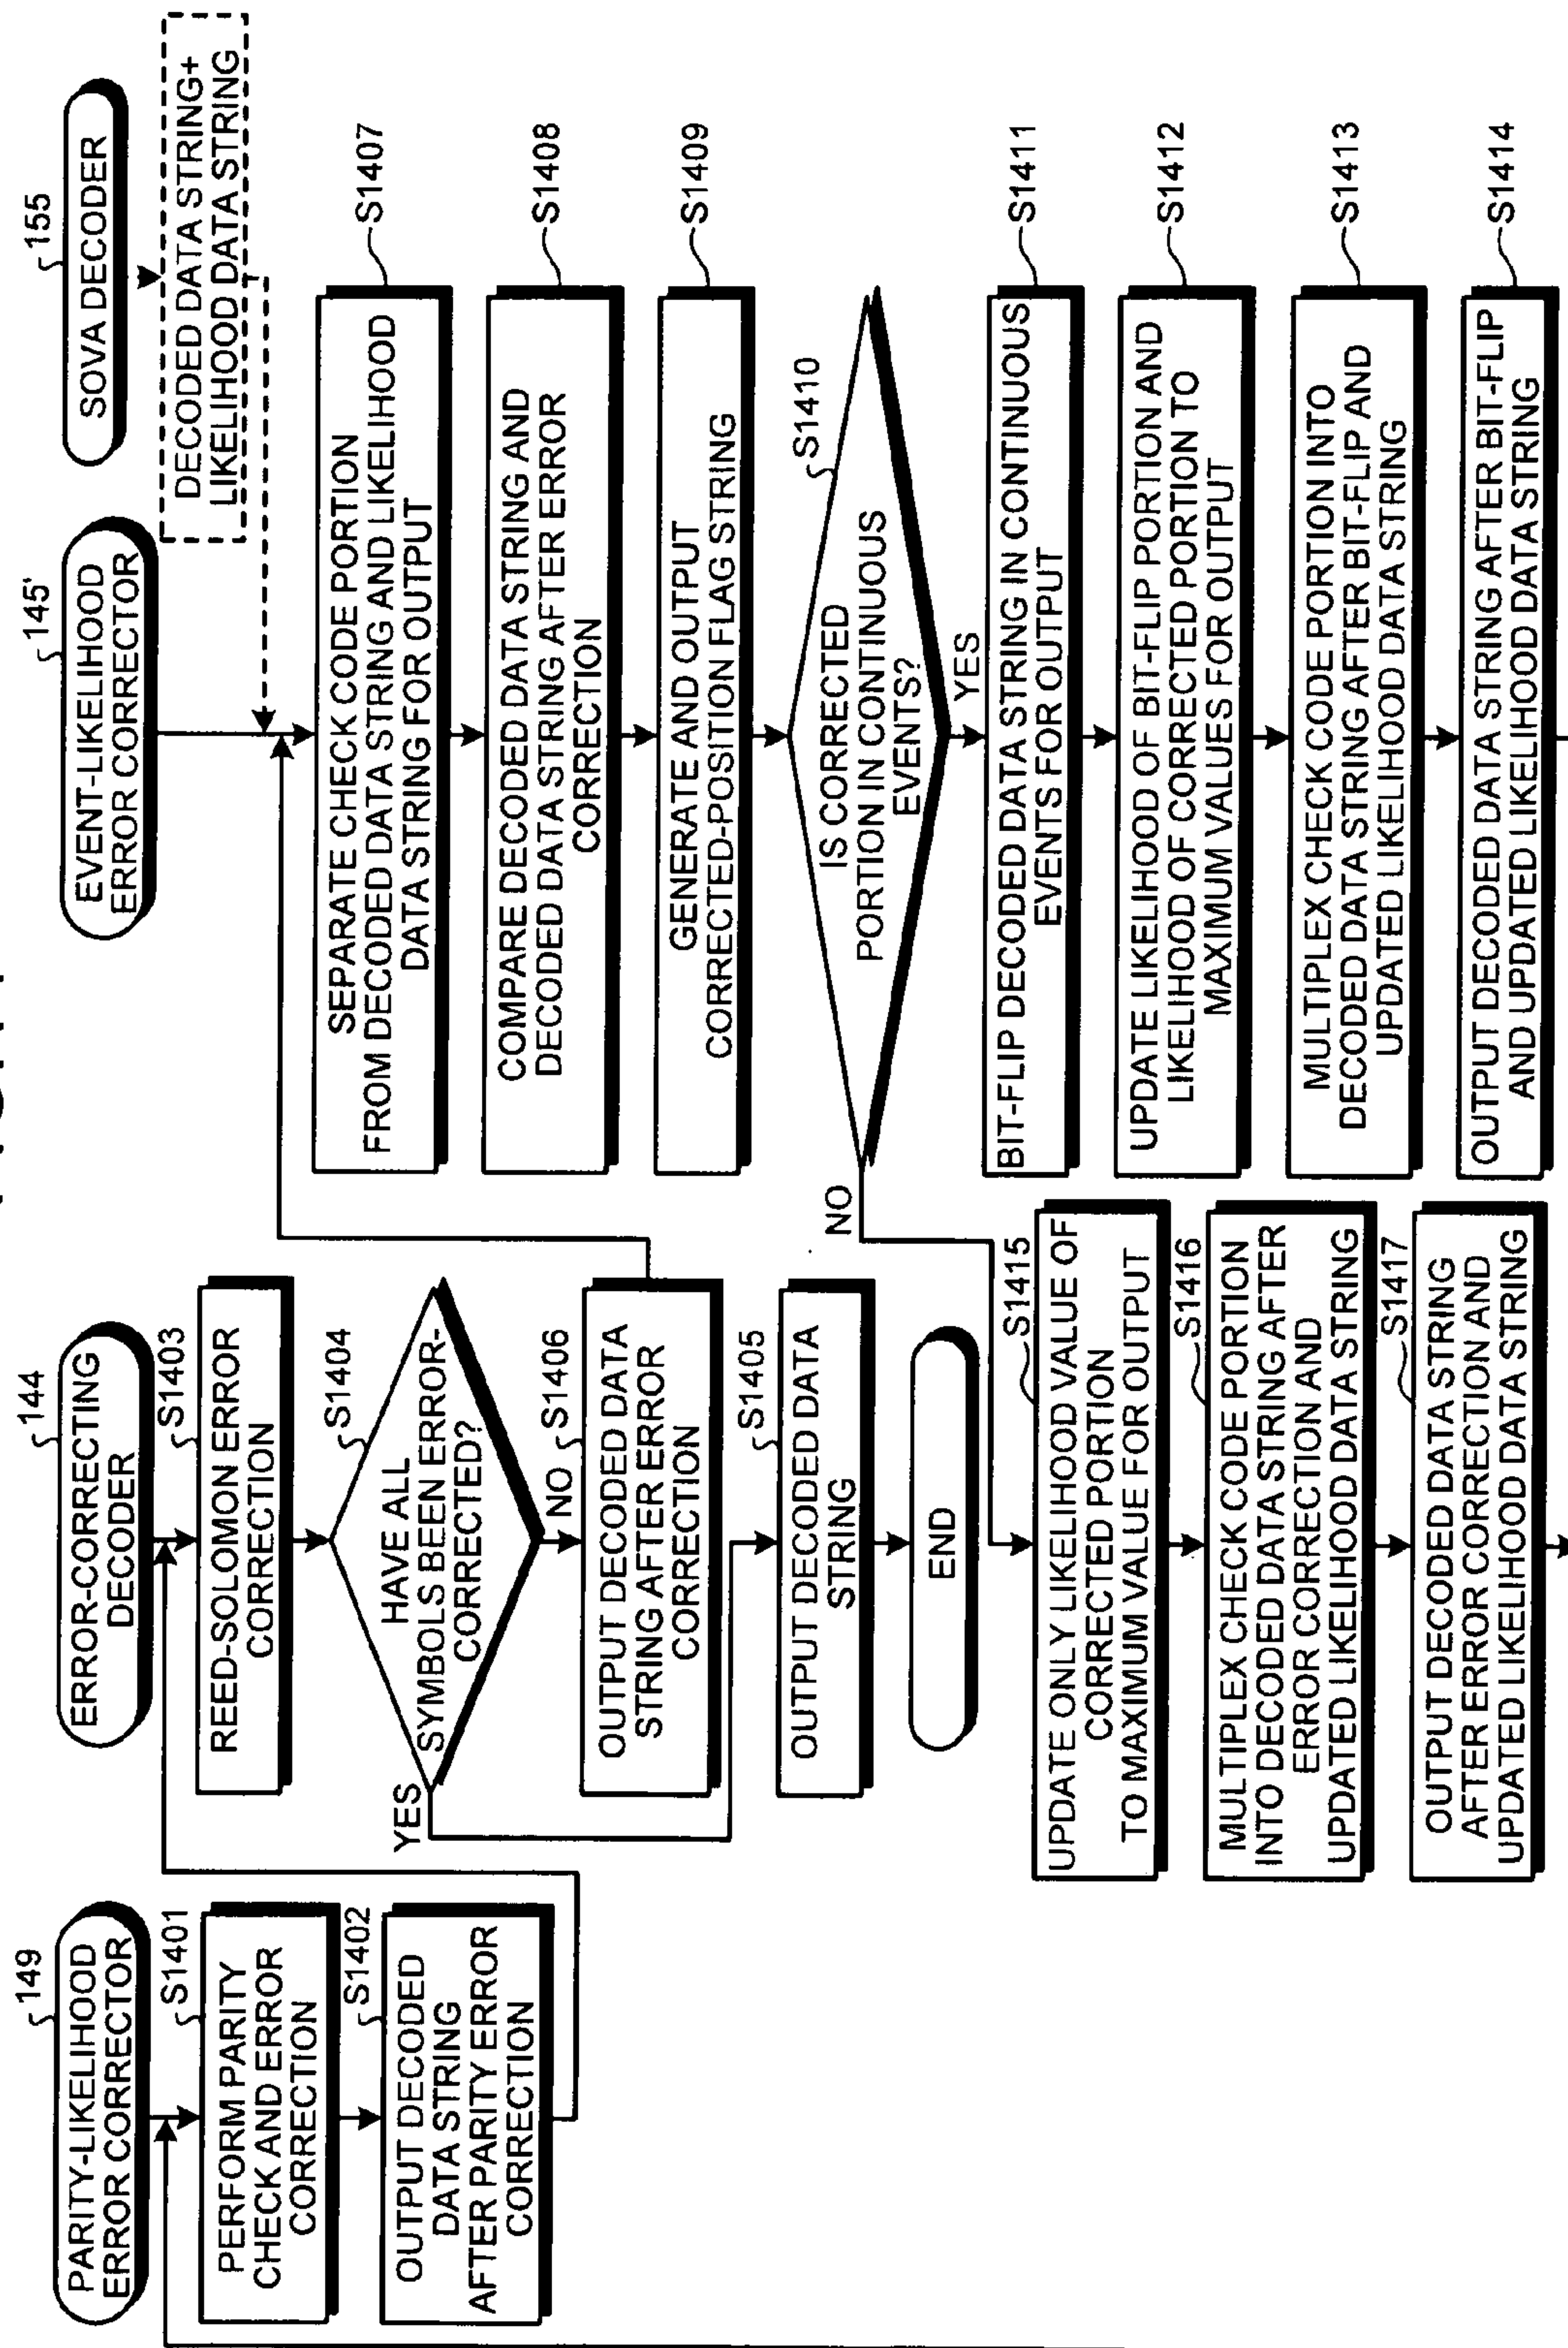 149
PARITY-LIKELIHOOD
ERROR CORRECTOR
S1401
PERFORM PARITY
CHECK AND ERROR
CORRECTION
S1402
OUTPUT DECODED
DATA STRING
AFTER PARITY ERROR
CORRECTION
144
ERROR-CORRECTING
DECODER
S1403
REED-SOLOMON ERROR
CORRECTION
S1404
HAVE ALL
SYMBOLS BEEN ERROR-
CORRECTED?
YES
NO
S1406
OUTPUT DECODED DATA
STRING AFTER ERROR
CORRECTION
S1405
OUTPUT DECODED DATA
STRING
END
145'
EVENT-LIKELIHOOD
ERROR CORRECTOR
155
SOVA DECODER
DECODED DATA STRING+
LIKELIHOOD DATA STRING
SEPARATE CHECK CODE PORTION
FROM DECODED DATA STRING AND LIKELIHOOD
DATA STRING FOR OUTPUT
S1407
COMPARE DECODED DATA STRING AND
DECODED DATA STRING AFTER ERROR
CORRECTION
S1408
GENERATE AND OUTPUT
CORRECTED-POSITION FLAG STRING
S1409
S1410
IS CORRECTED
PORTION IN CONTINUOUS
EVENTS?
NO
YES
BIT-FLIP DECODED DATA STRING IN CONTINUOUS
EVENTS FOR OUTPUT
S1411
UPDATE LIKELIHOOD OF BIT-FLIP PORTION AND
LIKELIHOOD OF CORRECTED PORTION TO
MAXIMUM VALUES FOR OUTPUT
S1412
MULTIPLEX CHECK CODE PORTION INTO
DECODED DATA STRING AFTER BIT-FLIP AND
UPDATED LIKELIHOOD DATA STRING
S1413
OUTPUT DECODED DATA STRING AFTER BIT-FLIP
AND UPDATED LIKELIHOOD DATA STRING
S1414
S1415
UPDATE ONLY LIKELIHOOD VALUE OF
CORRECTED PORTION
TO MAXIMUM VALUE FOR OUTPUT
S1416
MULTIPLEX CHECK CODE PORTION
INTO DECODED DATA STRING AFTER
ERROR CORRECTION AND
UPDATED LIKELIHOOD DATA STRING
S1417
OUTPUT DECODED DATA STRING
AFTER ERROR CORRECTION AND
UPDATED LIKELIHOOD DATA STRING